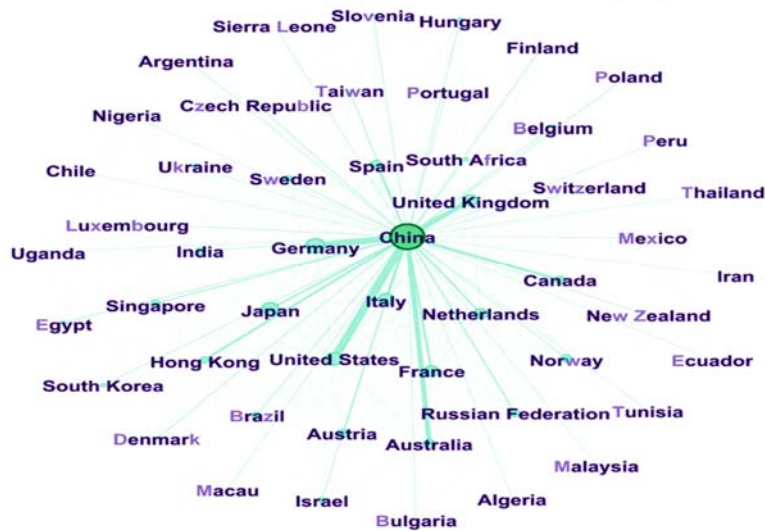 Slovenia
Sierra Leone
Hungary
Finland
Argentina
Poland
Taiwan
Portugal
Czech Republic
Nigeria
Belgium
Peru
Ukraine
Spain
South Africa
Chile
Sweden
Switzerland
Thailand
United Kingdom
Luxembourg
China
Mexico
Uganda
India
Germany
Iran
Canada
Singapore
Japan
Italy
Netherlands
New Zealand
Egypt
Hong Kong
United States
Norway
Ecuador
France
South Korea
Brazil
Russian Federation
Tunisia
Denmark
Austria
Australia
Malaysia
Macau
Israel
Algeria
Bulgaria